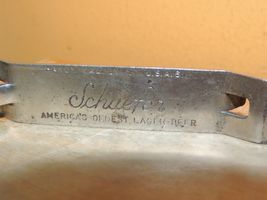 U.S.A.
Schaefer
AMERICA'S OLDEST LAGER BEER